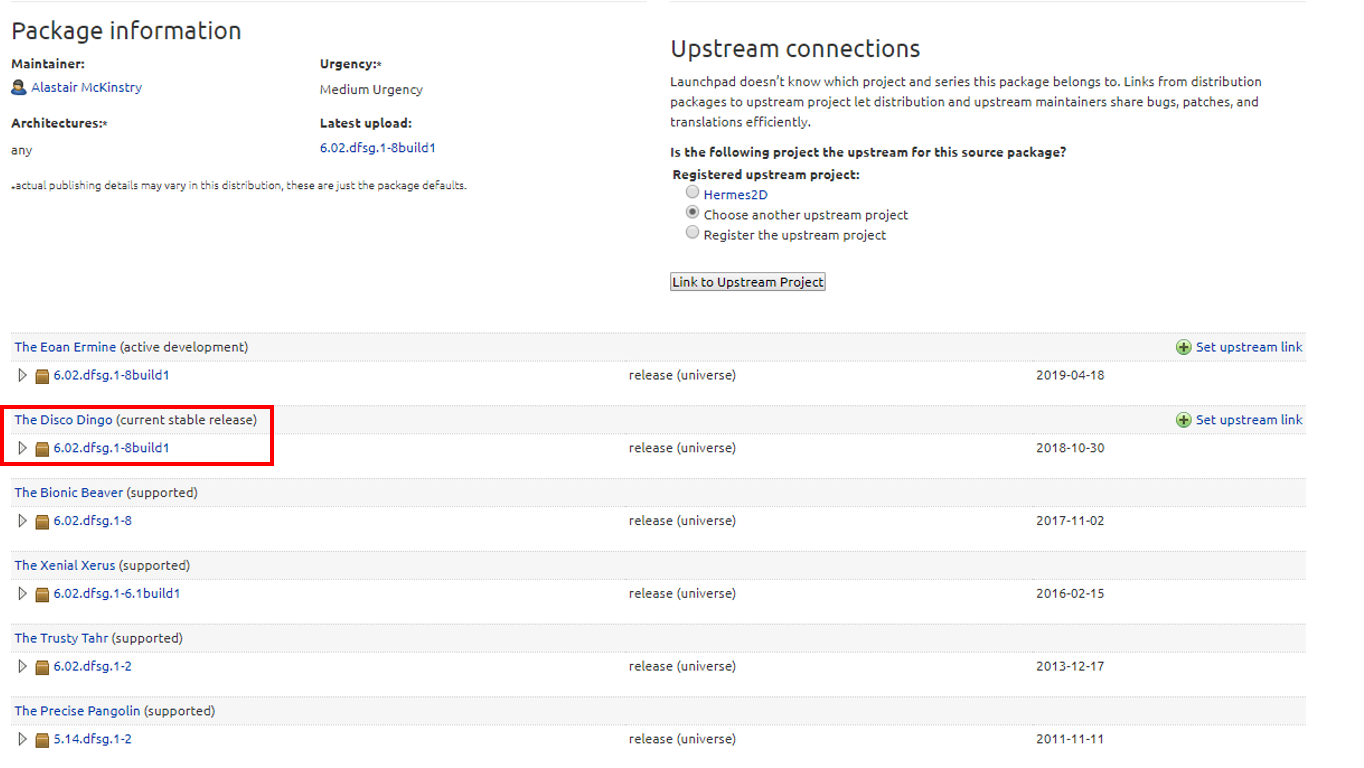 Package information
Maintainer:
Alastair McKinstry
Urgency:*
Medium Urgency
Architectures:*
any
Latest upload:
6.02.dfsg.1-8build1
*actual publishing details may vary in this distribution, these are just the package defaults.
Upstream connections
Launchpad doesn’t know which project and series this package belongs to. Links from distribution
packages to upstream project let distribution and upstream maintainers share bugs, patches, and
translations efficiently.
Is the following project the upstream for this source package?
Registered upstream project:
Hermes2D
Choose another upstream project
Register the upstream project
Link to Upstream Project
The Eoan Ermine (active development) Set upstream link
6.02.dfsg.1-8build1 release (universe) 2019-04-18
The Disco Dingo (current stable release) Set upstream link
6.02.dfsg.1-8build1 release (universe) 2018-10-30
The Bionic Beaver (supported)
6.02.dfsg.1-8 release (universe) 2017-11-02
The Xenial Xerus (supported)
6.02.dfsg.1-6.1build1 release (universe) 2016-02-15
The Trusty Tahr (supported)
6.02.dfsg.1-2 release (universe) 2013-12-17
The Precise Pangolin (supported)
5.14.dfsg.1-2 release (universe) 2011-11-11